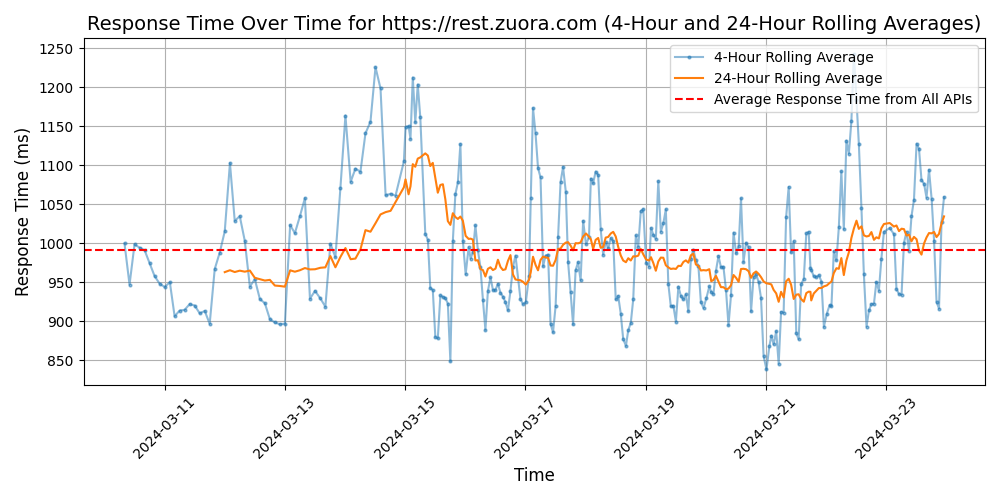 Response Time Over Time for https://rest.zuora.com (4-Hour and 24-Hour Rolling Averages)
4-Hour Rolling Average
24-Hour Rolling Average
Average Response Time from All APIs
Response Time (ms)
1250
1200
1150
1100
1050
1000
950
900
850
2024-03-11
2024-03-13
2024-03-15
2024-03-17
2024-03-19
2024-03-21
2024-03-23
Time